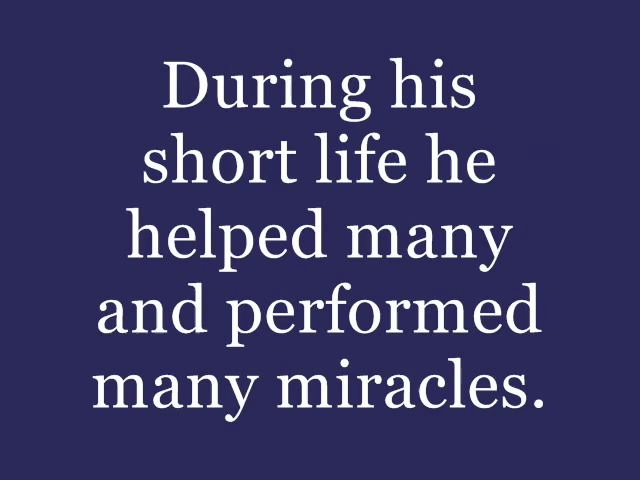 During his
short life he
helped many
and performed
many miracles.